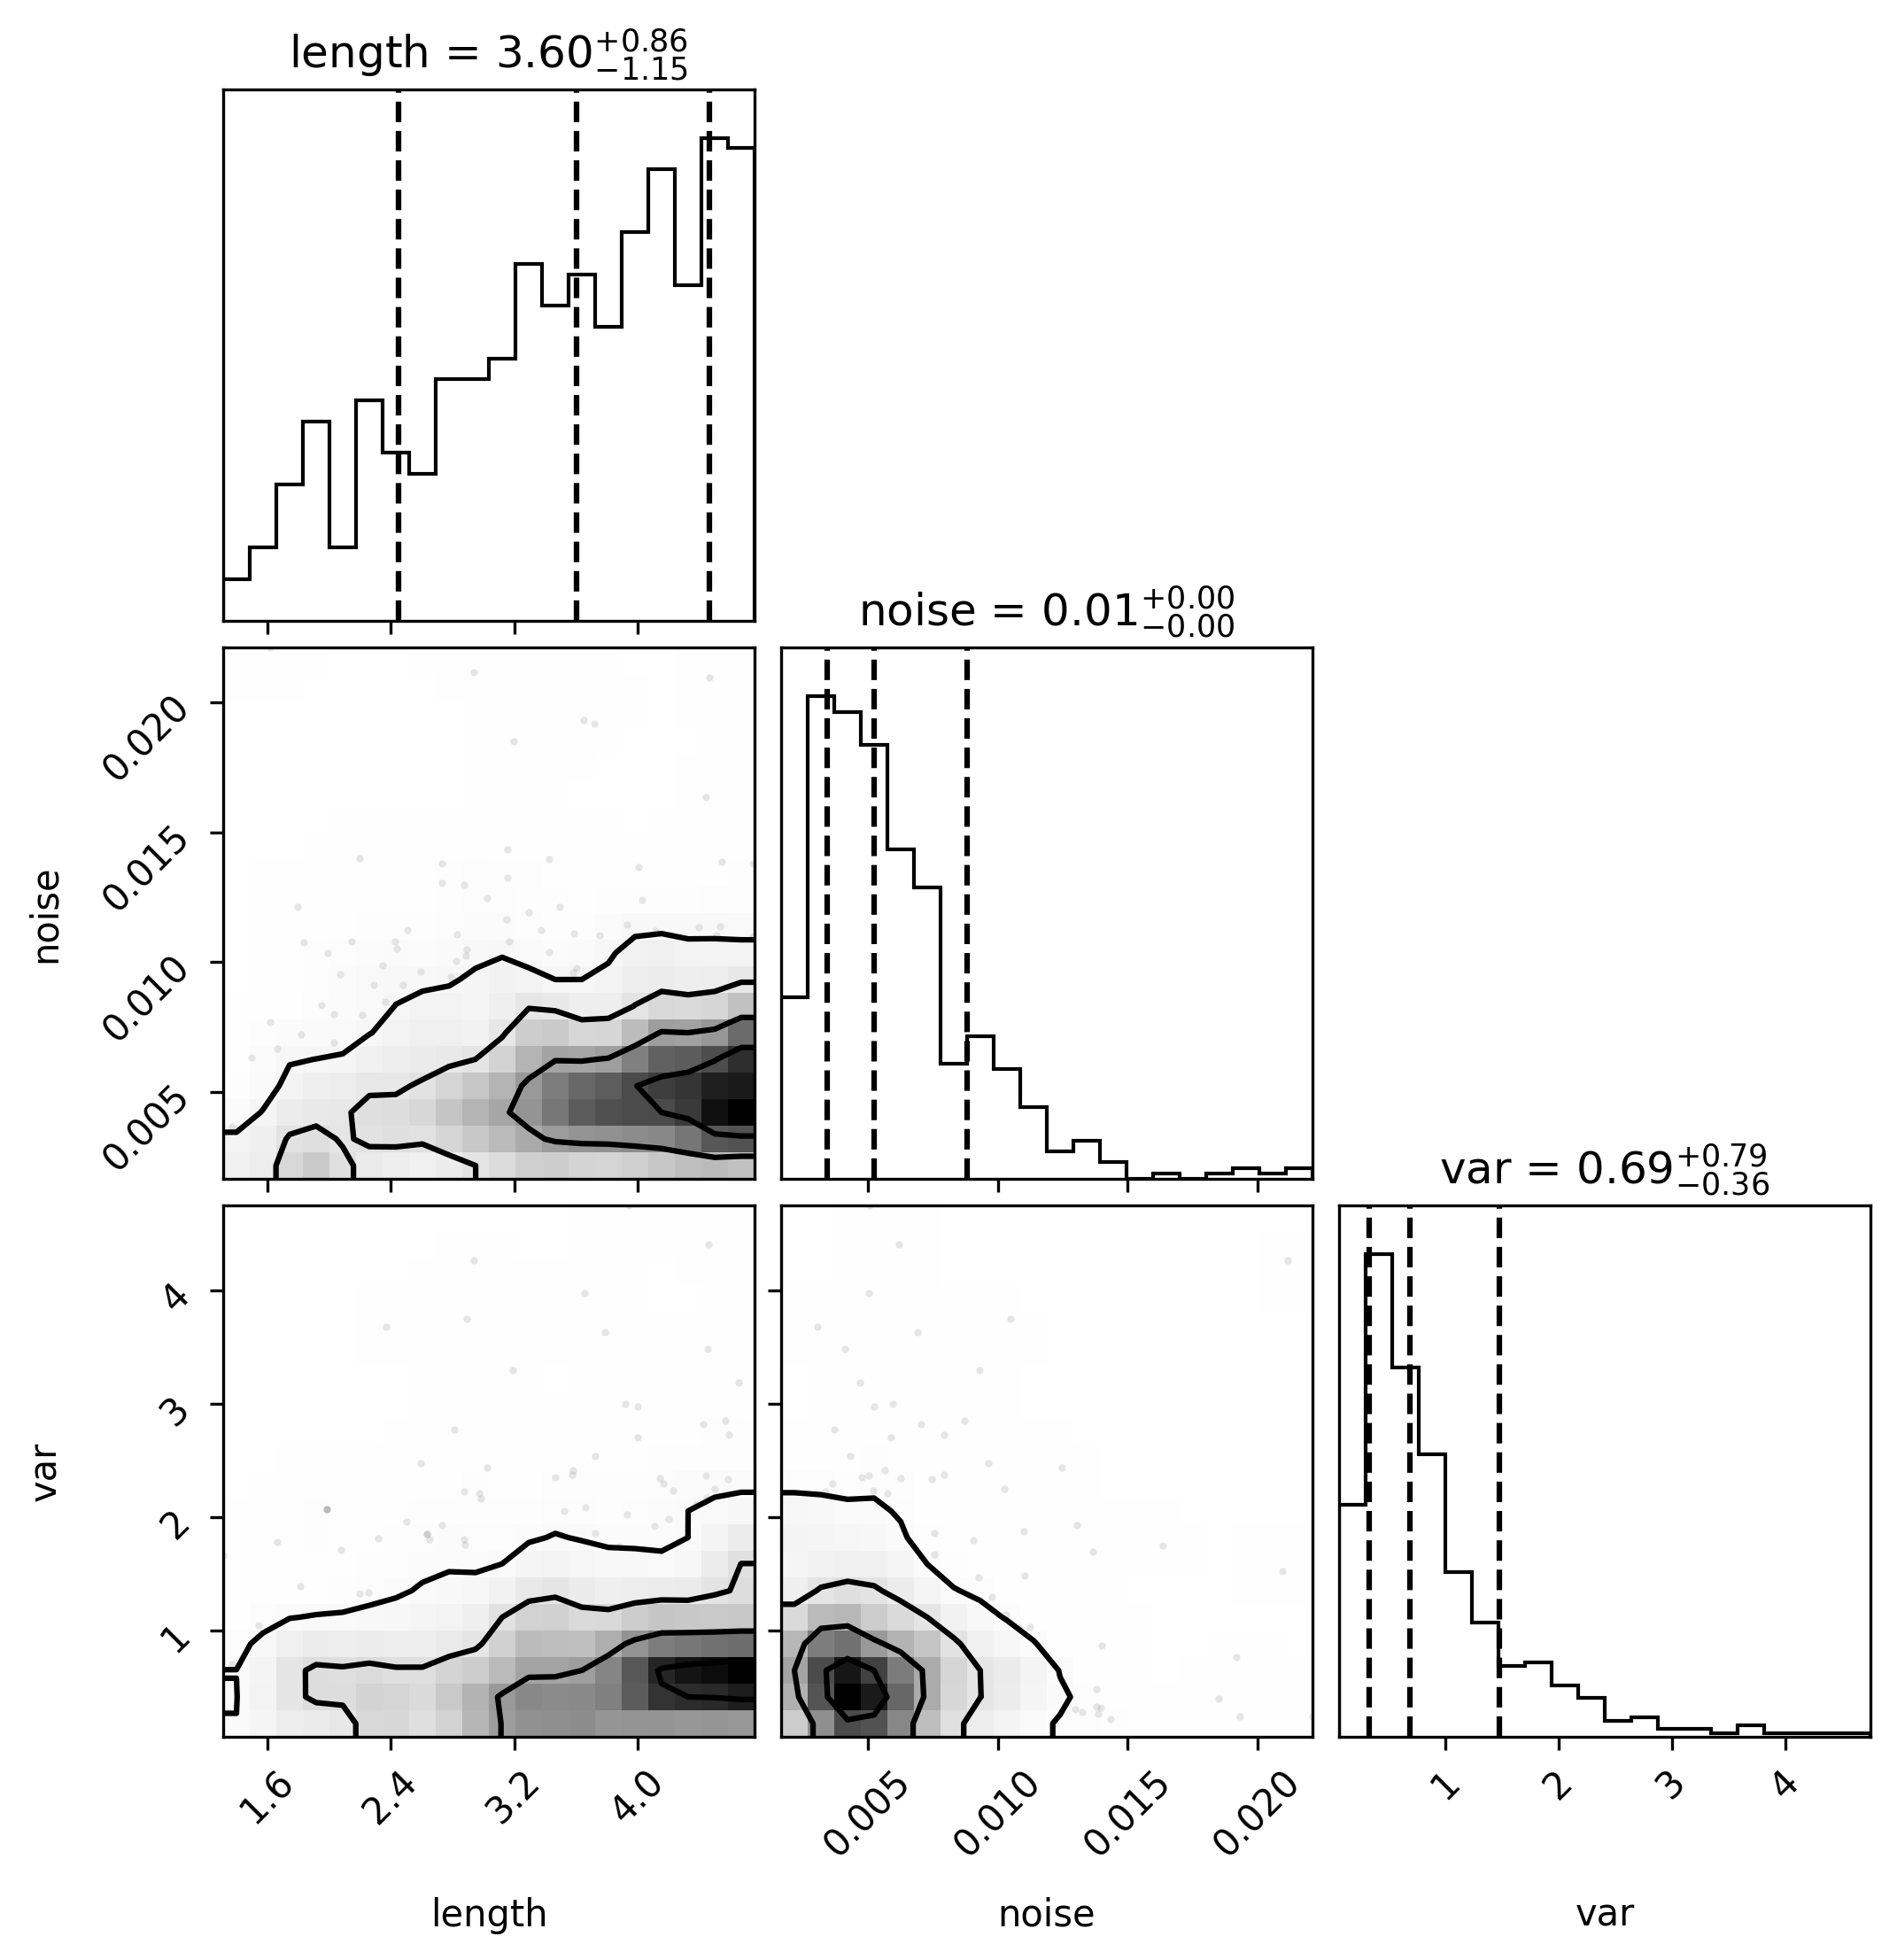 length = 3.60+0.86−1.15
noise = 0.01+0.00−0.00
0.020
0.015
0.010
0.005
noise
var = 0.69+0.79−0.36
4
3
2
1
var
1.6 2.4 3.2 4.0
0.005 0.010 0.015 0.020
1 2 3 4
length noise var